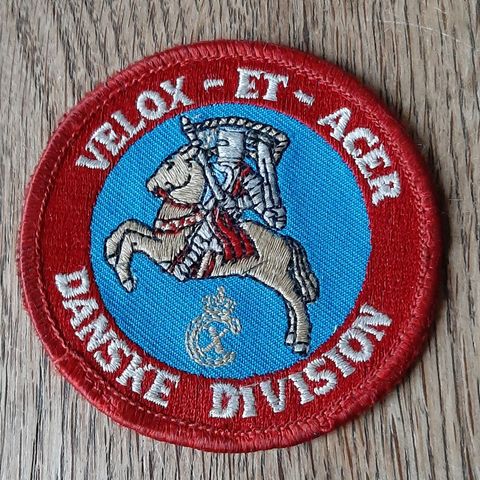 VELOX - ET - ACER
DANSKE DIVISION